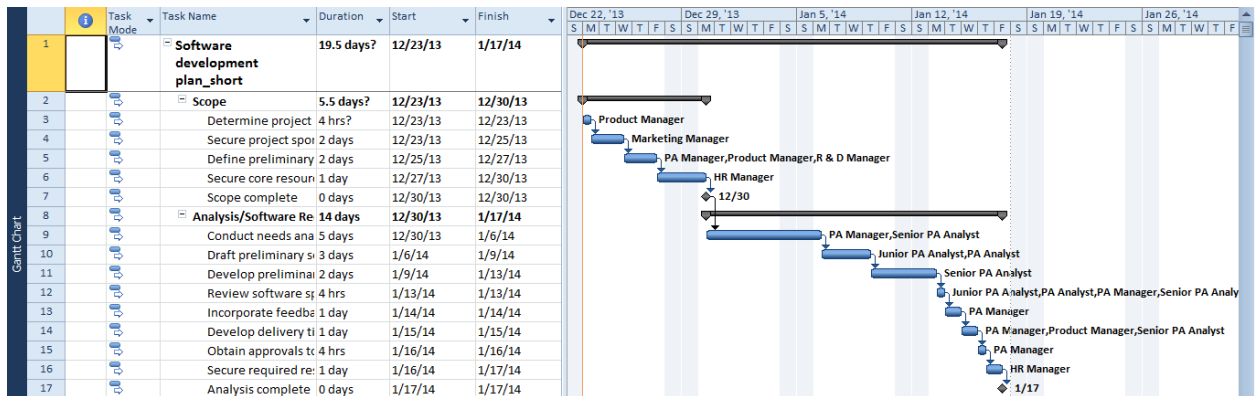 Task Mode Task Name Duration Start Finish Dec 22, '13 Dec 29, '13 Jan 5, '14 Jan 12, '14 Jan 19, '14 Jan 26, '14
S M T W T F S S M T W T F S S M T W T F S S M T W T F S S M T W T F S S M T W T F
1 Software development plan_short 19.5 days? 12/23/13 1/17/14
2 Scope 5.5 days? 12/23/13 12/30/13
3 Determine project 4 hrs? 12/23/13 12/23/13 Product Manager
4 Secure project spor 2 days 12/23/13 12/25/13 Marketing Manager
5 Define preliminary 2 days 12/25/13 12/27/13 PA Manager,Product Manager,R & D Manager
6 Secure core resour 1 day 12/27/13 12/30/13 HR Manager
7 Scope complete 0 days 12/30/13 12/30/13 12/30
8 Analysis/Software Re 14 days 12/30/13 1/17/14
9 Conduct needs ana 5 days 12/30/13 1/6/14 PA Manager,Senior PA Analyst
10 Draft preliminary s 3 days 1/6/14 1/9/14 Junior PA Analyst,PA Analyst
11 Develop prelimina 2 days 1/9/14 1/13/14 Senior PA Analyst
12 Review software sp 4 hrs 1/13/14 1/13/14 Junior PA Analyst,PA Analyst,PA Manager,Senior PA Analy
13 Incorporate feedba 1 day 1/14/14 1/14/14 PA Manager
14 Develop delivery ti 1 day 1/15/14 1/15/14 PA Manager,Product Manager,Senior PA Analyst
15 Obtain approvals to 4 hrs 1/16/14 1/16/14 PA Manager
16 Secure required res 1 day 1/16/14 1/17/14 HR Manager
17 Analysis complete 0 days 1/17/14 1/17/14 1/17
Gantt Chart